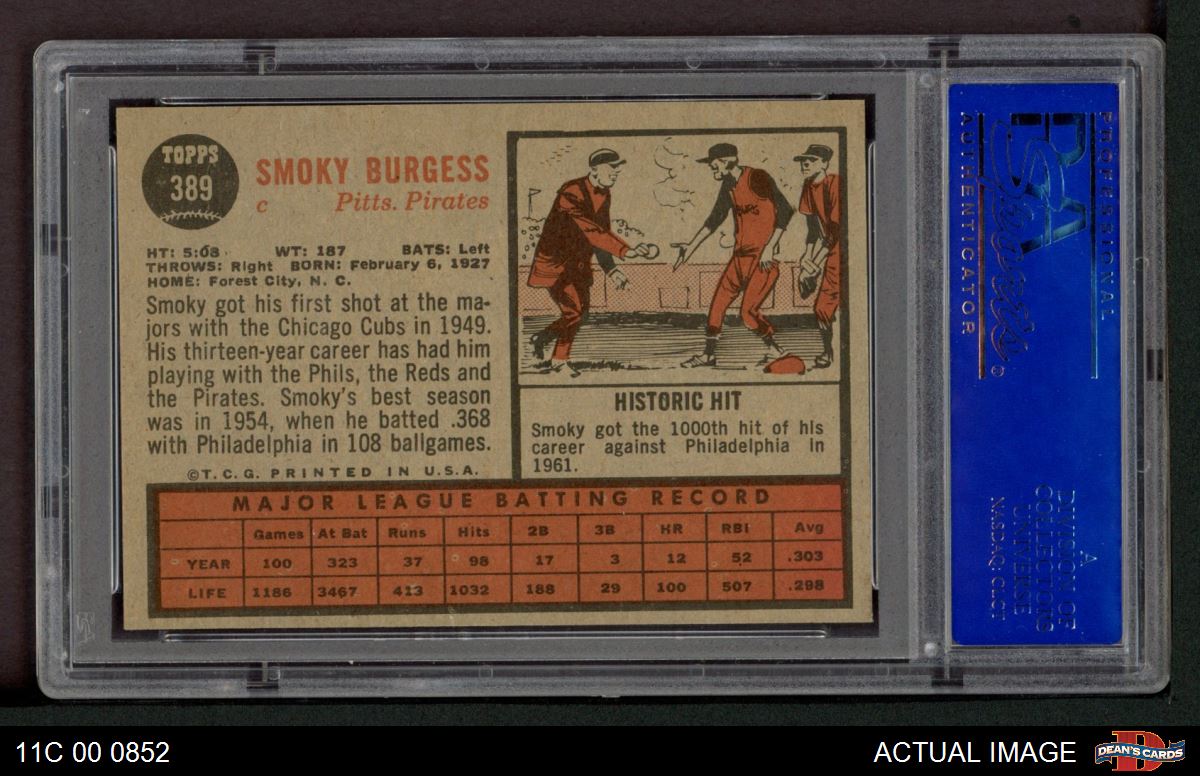 TOPPS
389
SMOKY BURGESS
c Pitts. Pirates
HT: 5:08 WT: 187 BATS: Left
THROWS: Right BORN: February 6, 1927
HOME: Forest City, N. C.
Smoky got his first shot at the ma-
jors with the Chicago Cubs in 1949.
His thirteen-year career has had him
playing with the Phils, the Reds and
the Pirates. Smoky's best season
was in 1954, when he batted .368
with Philadelphia in 108 ballgames.
©T.C.G. PRINTED IN U.S.A.
HISTORIC HIT
Smoky got the 1000th hit of his
career against Philadelphia in
1961.
MAJOR LEAGUE BATTING RECORD
Games At Bat Runs Hits 2B 3B HR RBI Avg
YEAR 100 323 37 98 17 3 12 52 .303
LIFE 1186 3467 413 1032 188 29 100 507 .298
PROFESSIONAL
PSA
Sports
AUTHENTICATOR
®
A
DIVISION OF
COLLECTORS
UNIVERSE
NASDAQ: CLCT
11C 00 0852
ACTUAL IMAGE
DEAN'S CARDS